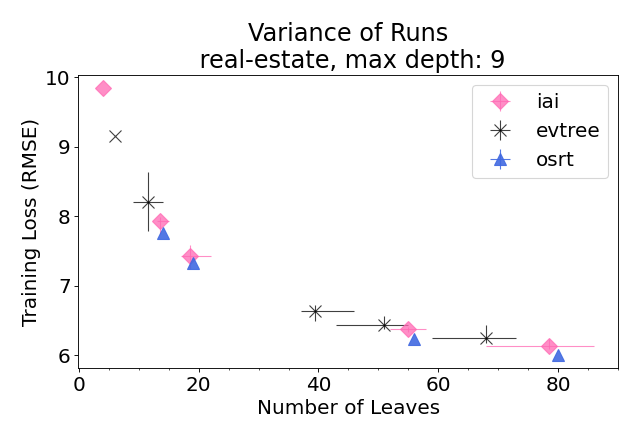 Variance of Runs
real-estate, max depth: 9
Training Loss (RMSE)
10
9
8
7
6
iai
evtree
osrt
0
20
40
60
80
Number of Leaves